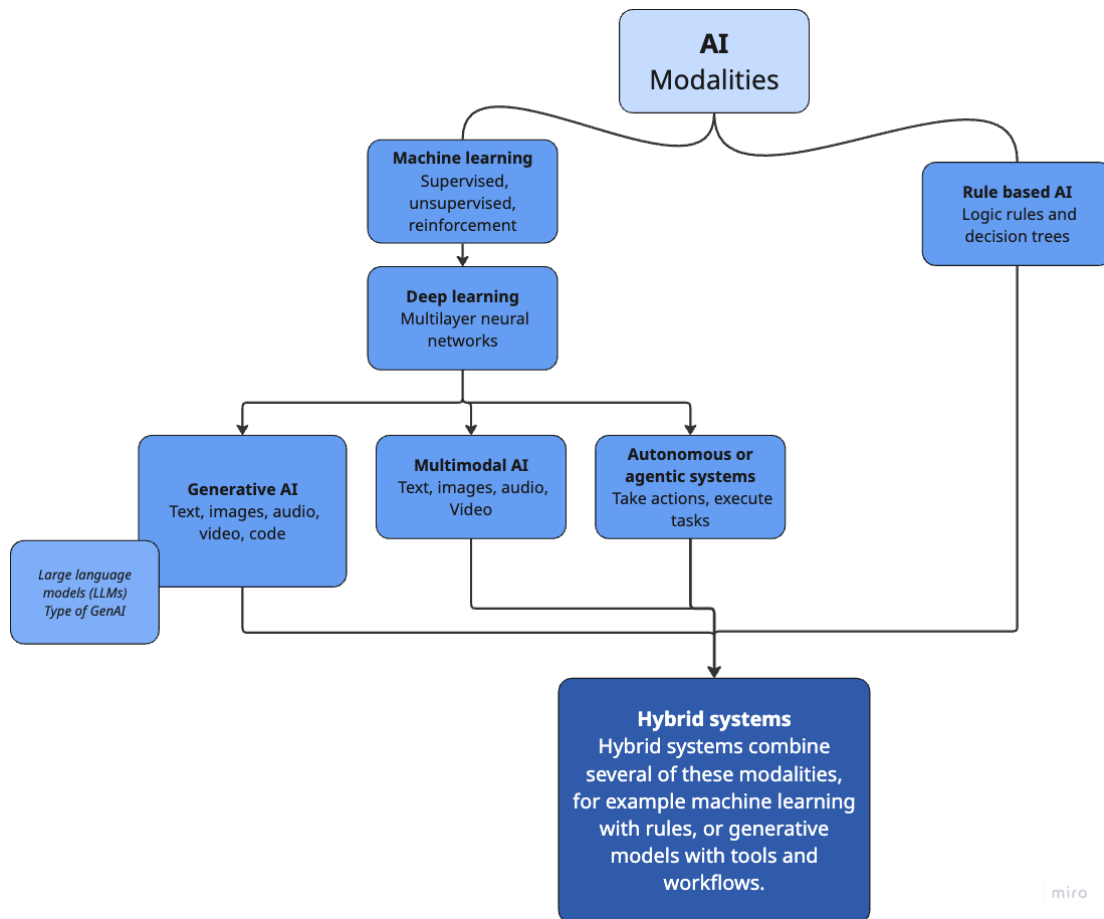 AI
Modalities
Machine learning
Supervised,
unsupervised,
reinforcement
Rule based AI
Logic rules and
decision trees
Deep learning
Multilayer neural
networks
Generative AI
Text, images, audio,
video, code
Large language
models (LLMs)
Type of GenAI
Multimodal AI
Text, images, audio,
Video
Autonomous or
agentic systems
Take actions, execute
tasks
Hybrid systems
Hybrid systems combine
several of these modalities,
for example machine learning
with rules, or generative
models with tools and
workflows.
miro